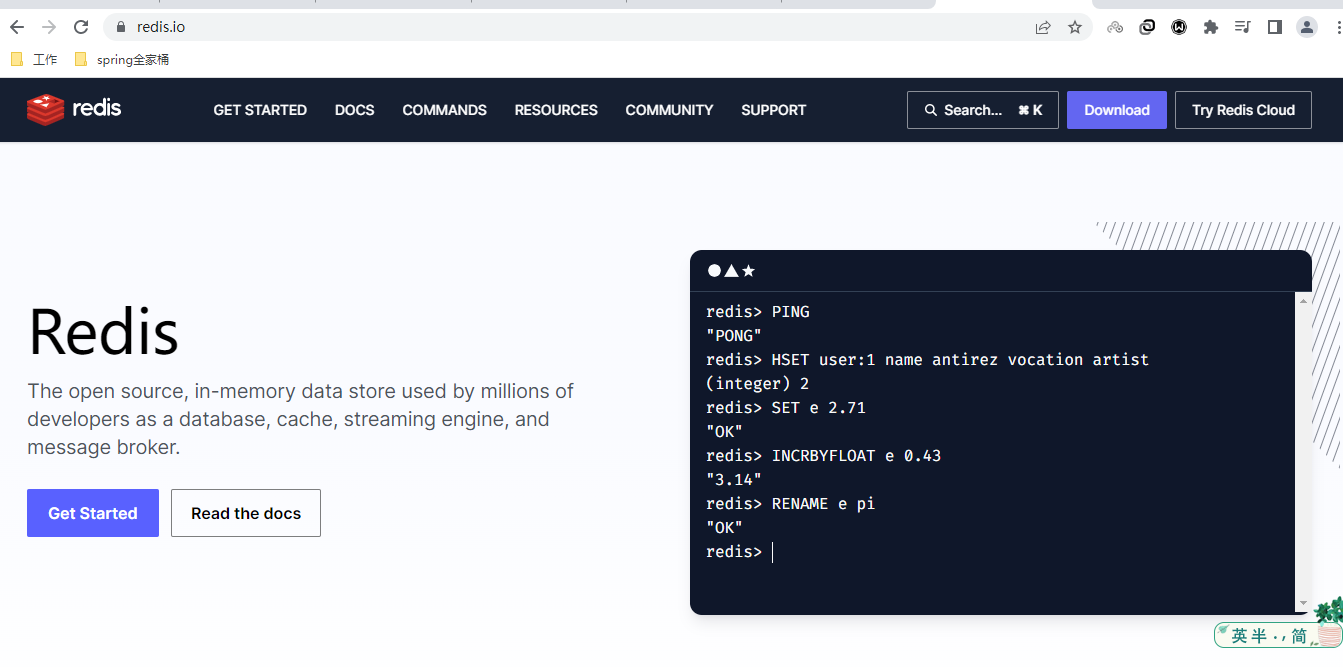 redis.io
工作 spring全家桶
redis GET STARTED DOCS COMMANDS RESOURCES COMMUNITY SUPPORT Search... ⌘ K Download Try Redis Cloud
Redis
The open source, in-memory data store used by millions of
developers as a database, cache, streaming engine, and
message broker.
Get Started Read the docs
redis> PING
"PONG"
redis> HSET user:1 name antirez vocation artist
(integer) 2
redis> SET e 2.71
"OK"
redis> INCRBYFLOAT e 0.43
"3.14"
redis> RENAME e pi
"OK"
redis>
英 半 ·, 简